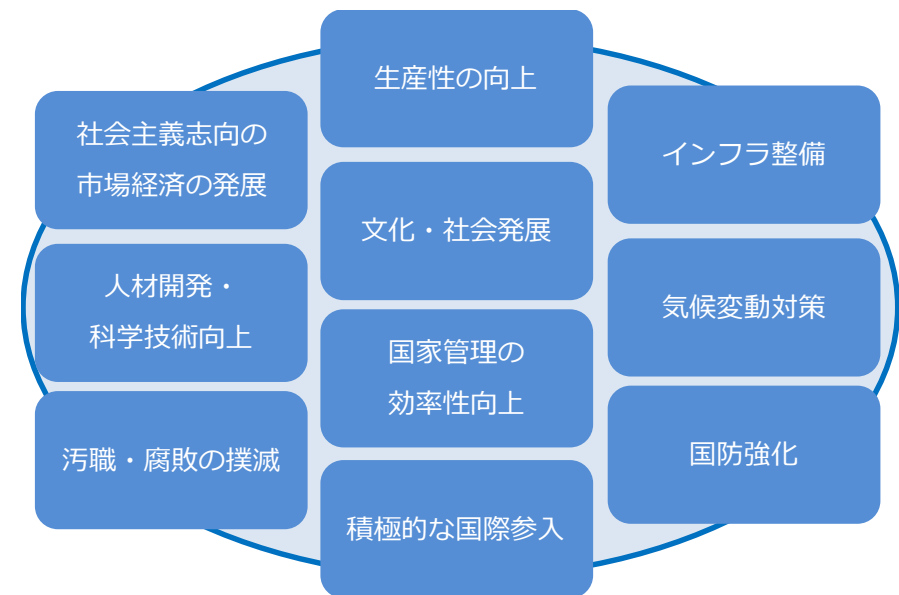 社会主義志向の
市場経済の発展
人材開発・
科学技術向上
汚職・腐敗の撲滅
生産性の向上
文化・社会発展
国家管理の
効率性向上
積極的な国際参入
インフラ整備
気候変動対策
国防強化